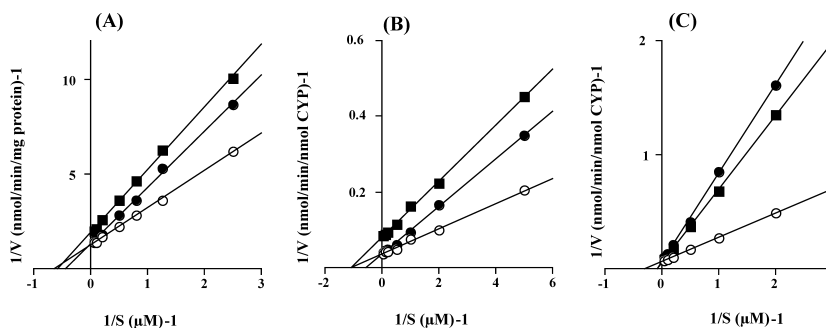 (A)
(B)
(C)
1/V (nmol/min/mg protein)-1
10
5
-1
0
1
2
3
1/S (μM)-1
1/V (nmol/min/nmol CYP)-1
0.6
0.4
0.2
-2
0
2
4
6
1/S (μM)-1
1/V (nmol/min/nmol CYP)-1
2
1
-1
0
1
2
1/S (μM)-1